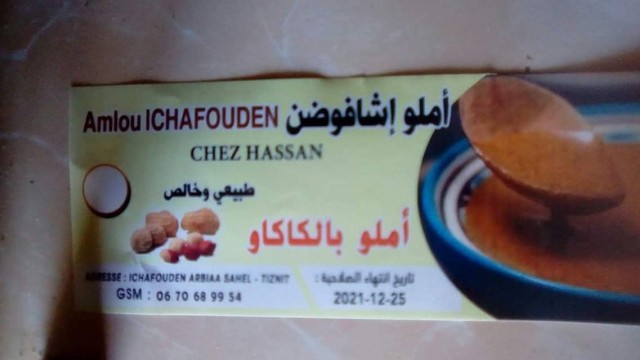 Amlou ICHAFOUDEN أملو إشافوضن
CHEZ HASSAN
طبيعي وخالص
أملو بالكاكاو
ADRESSE : ICHAFOUDEN ARBIAA SAHEL - TIZNIT
GSM : 06 70 68 99 54
تاريخ انتهاء الصلاحية :
2021-12-25